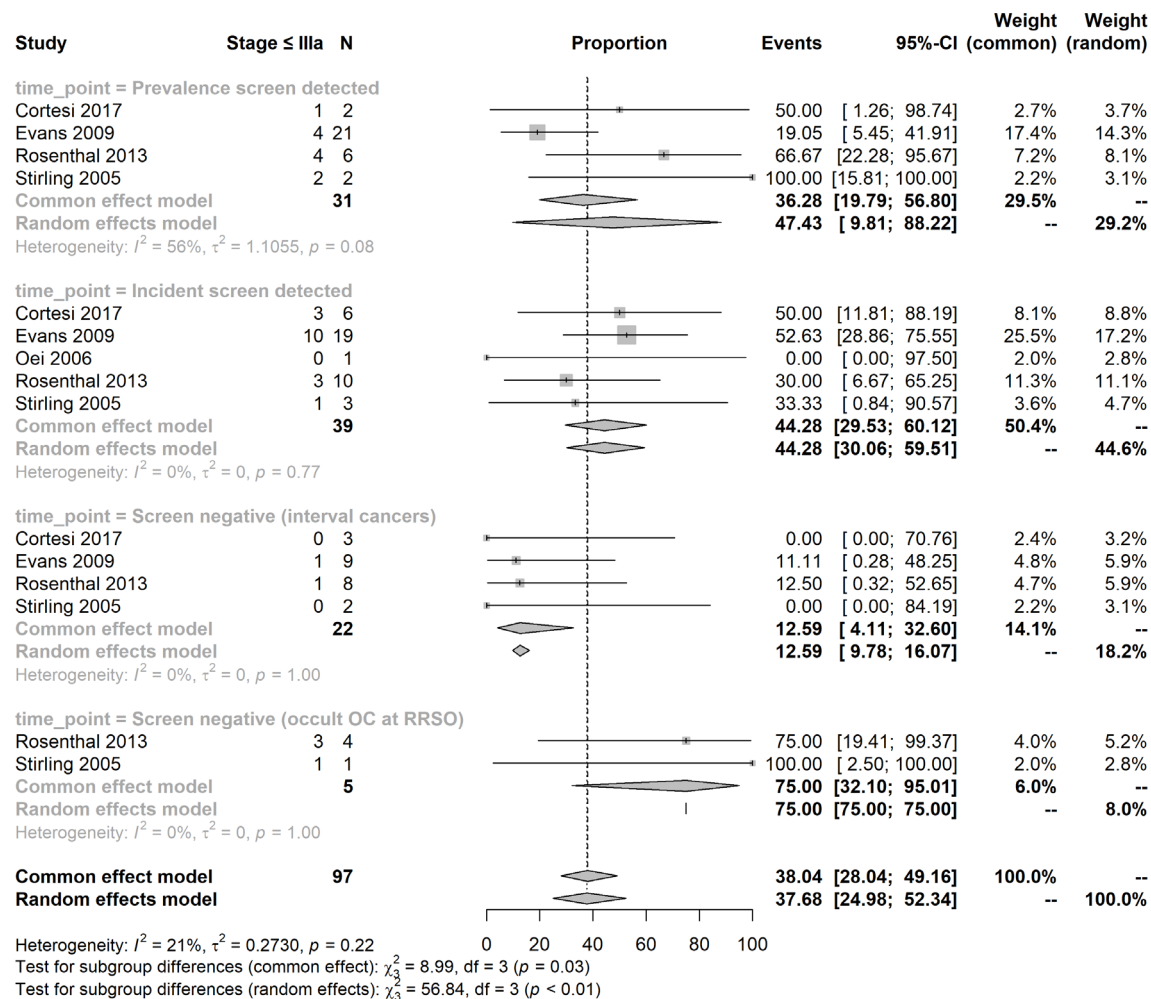 Weight Weight
Study Stage ≤ IIIa N Proportion Events 95%-CI (common) (random)
time_point = Prevalence screen detected
Cortesi 2017 1 2 50.00 [ 1.26; 98.74] 2.7% 3.7%
Evans 2009 4 21 19.05 [ 5.45; 41.91] 17.4% 14.3%
Rosenthal 2013 4 6 66.67 [22.28; 95.67] 7.2% 8.1%
Stirling 2005 2 2 100.00 [15.81; 100.00] 2.2% 3.1%
Common effect model 31 36.28 [19.79; 56.80] 29.5% --
Random effects model 47.43 [ 9.81; 88.22] -- 29.2%
Heterogeneity: I² = 56%, τ² = 1.1055, p = 0.08
time_point = Incident screen detected
Cortesi 2017 3 6 50.00 [11.81; 88.19] 8.1% 8.8%
Evans 2009 10 19 52.63 [28.86; 75.55] 25.5% 17.2%
Oei 2006 0 1 0.00 [ 0.00; 97.50] 2.0% 2.8%
Rosenthal 2013 3 10 30.00 [ 6.67; 65.25] 11.3% 11.1%
Stirling 2005 1 3 33.33 [ 0.84; 90.57] 3.6% 4.7%
Common effect model 39 44.28 [29.53; 60.12] 50.4% --
Random effects model 44.28 [30.06; 59.51] -- 44.6%
Heterogeneity: I² = 0%, τ² = 0, p = 0.77
time_point = Screen negative (interval cancers)
Cortesi 2017 0 3 0.00 [ 0.00; 70.76] 2.4% 3.2%
Evans 2009 1 9 11.11 [ 0.28; 48.25] 4.8% 5.9%
Rosenthal 2013 1 8 12.50 [ 0.32; 52.65] 4.7% 5.9%
Stirling 2005 0 2 0.00 [ 0.00; 84.19] 2.2% 3.1%
Common effect model 22 12.59 [ 4.11; 32.60] 14.1% --
Random effects model 12.59 [ 9.78; 16.07] -- 18.2%
Heterogeneity: I² = 0%, τ² = 0, p = 1.00
time_point = Screen negative (occult OC at RRSO)
Rosenthal 2013 3 4 75.00 [19.41; 99.37] 4.0% 5.2%
Stirling 2005 1 1 100.00 [ 2.50; 100.00] 2.0% 2.8%
Common effect model 5 75.00 [32.10; 95.01] 6.0% --
Random effects model 75.00 [75.00; 75.00] -- 8.0%
Heterogeneity: I² = 0%, τ² = 0, p = 1.00
Common effect model 97 38.04 [28.04; 49.16] 100.0% --
Random effects model 37.68 [24.98; 52.34] -- 100.0%
Heterogeneity: I² = 21%, τ² = 0.2730, p = 0.22
0 20 40 60 80 100
Test for subgroup differences (common effect): χ²₃ = 8.99, df = 3 (p = 0.03)
Test for subgroup differences (random effects): χ²₃ = 56.84, df = 3 (p < 0.01)